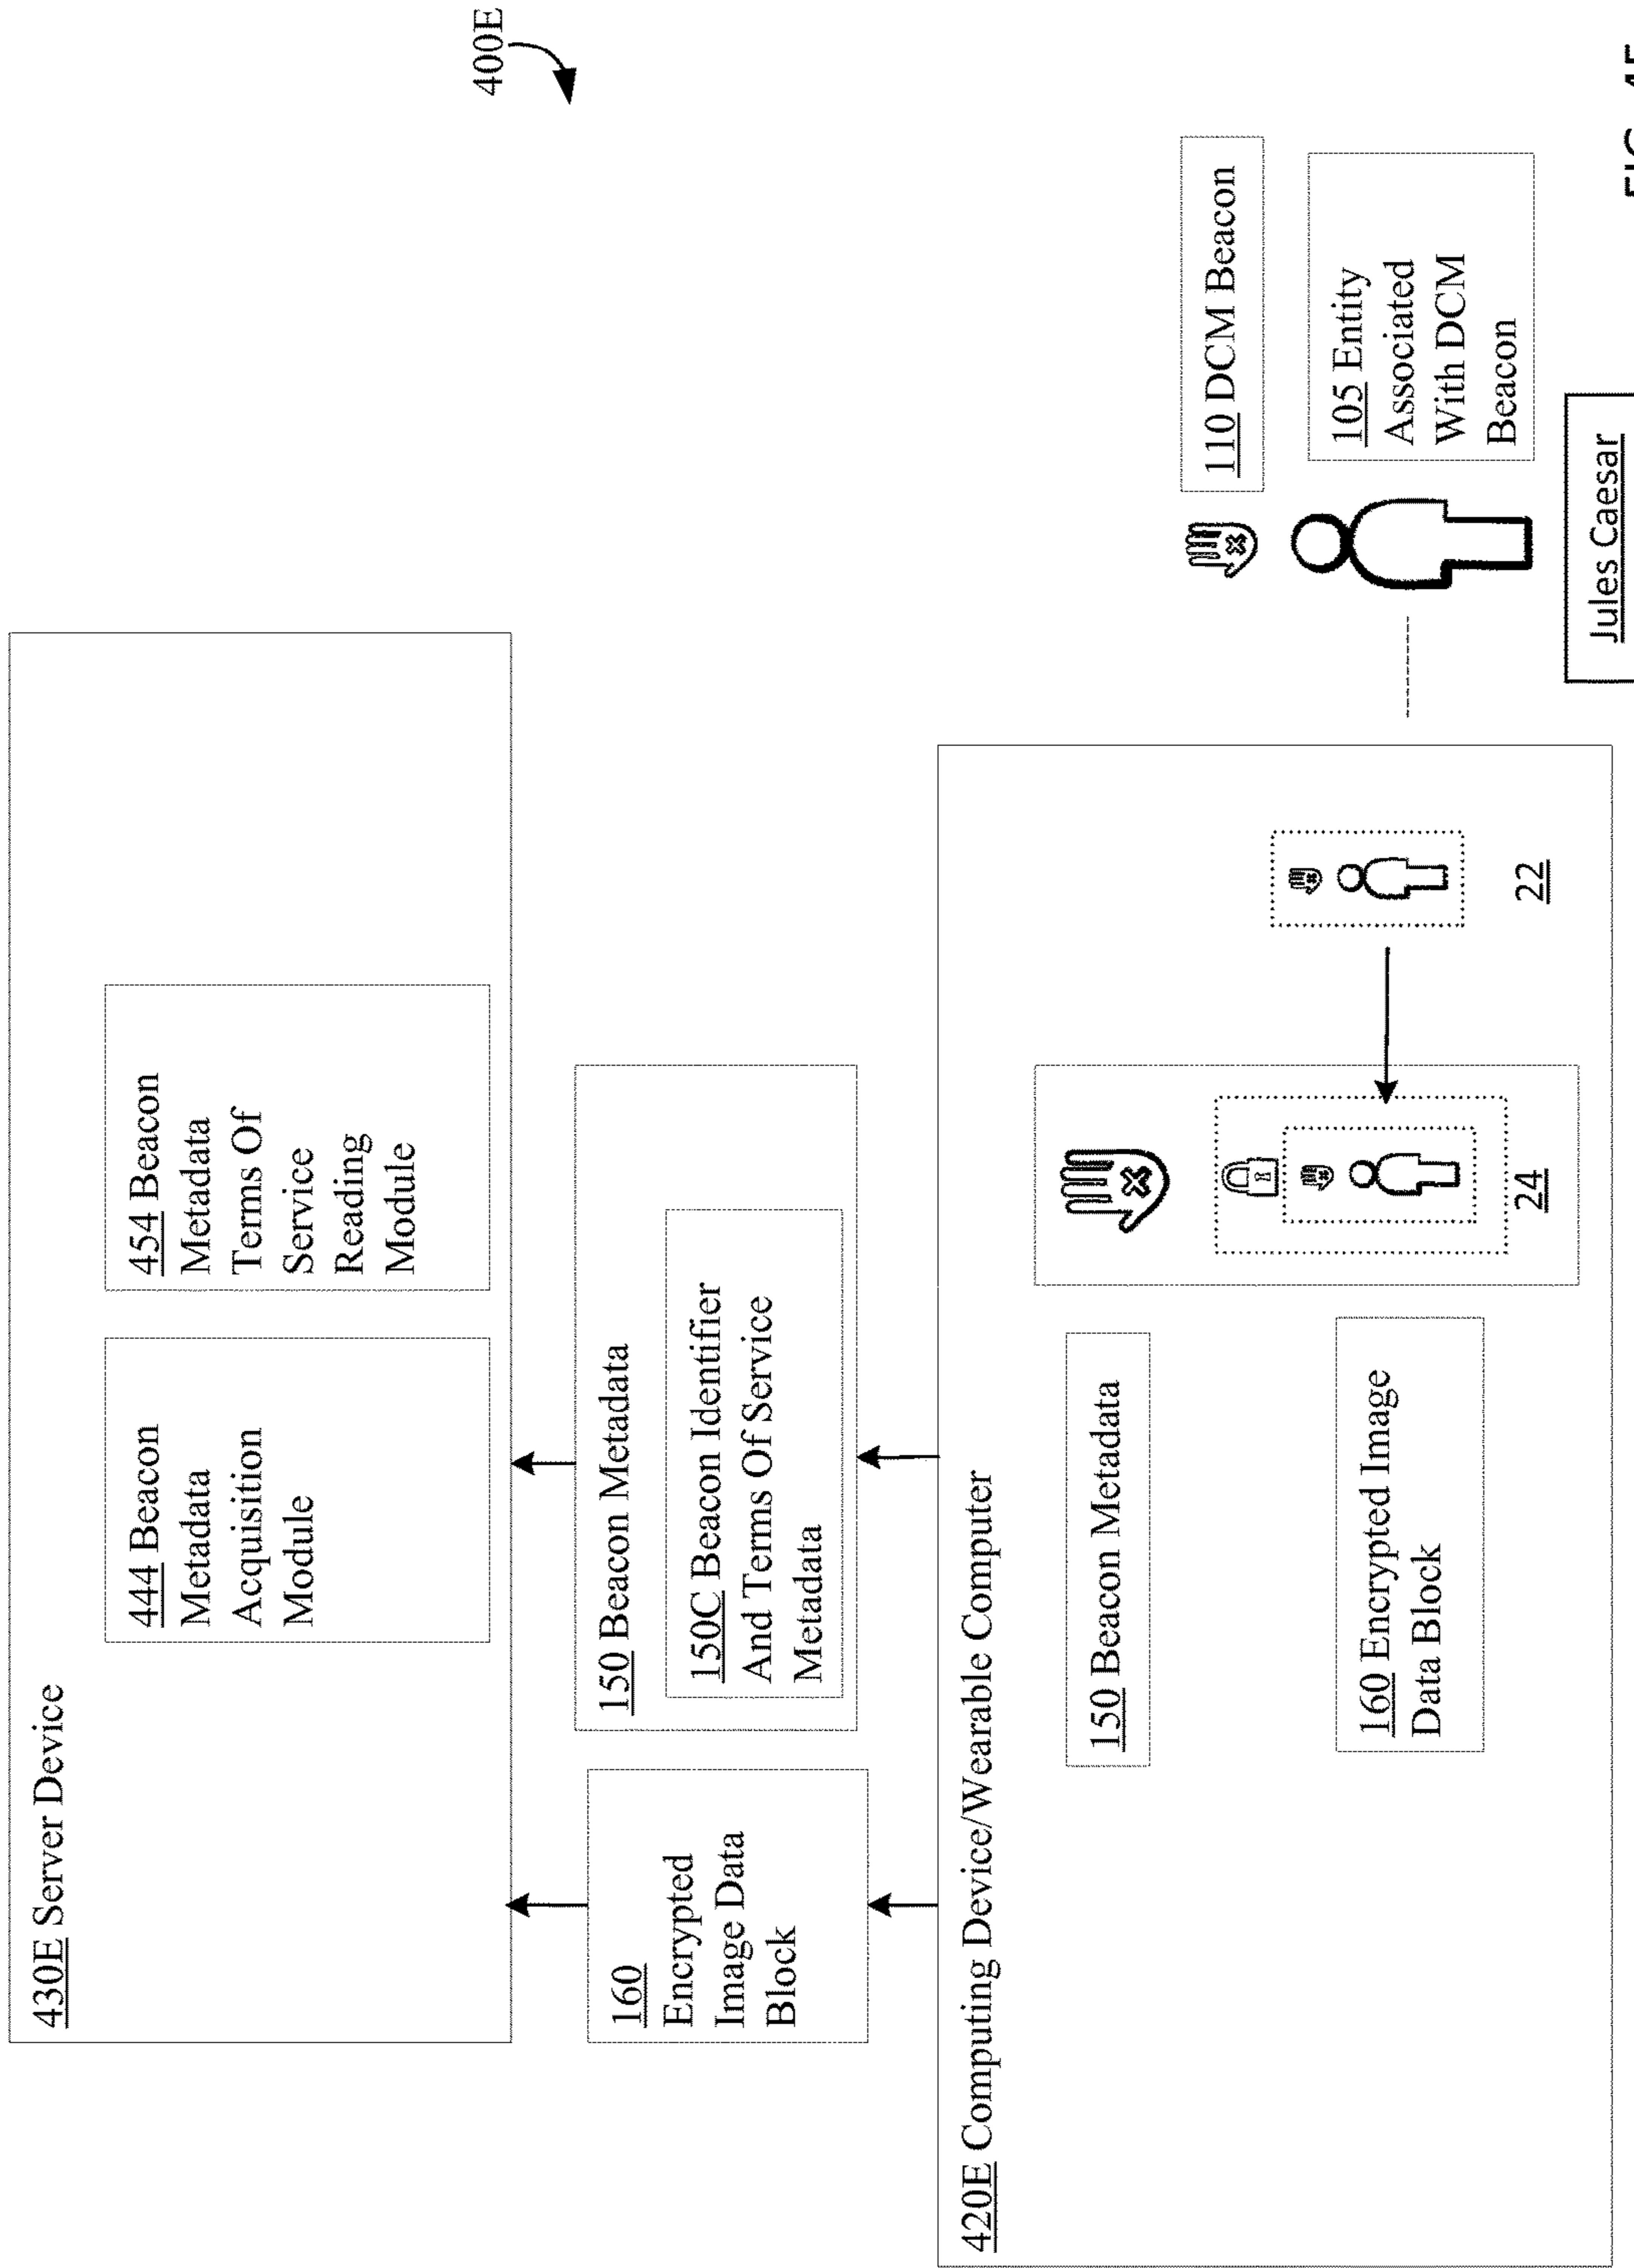 430E Server Device
444 Beacon
Metadata
Acquisition
Module
454 Beacon
Metadata
Terms Of
Service
Reading
Module
400E
160
Encrypted
Image Data
Block
150 Beacon Metadata
150C Beacon Identifier
And Terms Of Service
Metadata
420E Computing Device/Wearable Computer
150 Beacon Metadata
160 Encrypted Image
Data Block
24
22
110 DCM Beacon
105 Entity
Associated
With DCM
Beacon
Jules Caesar